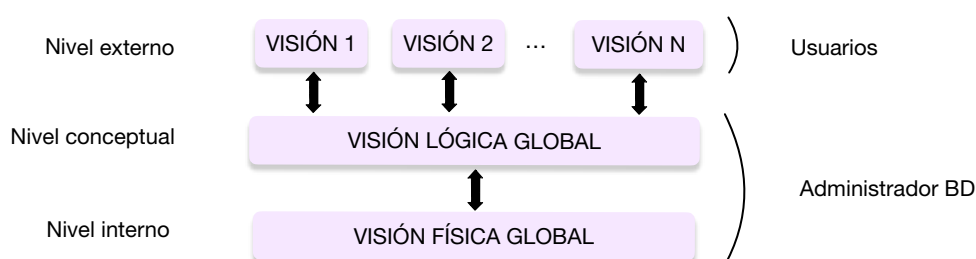 Nivel externo VISIÓN 1 VISIÓN 2 ... VISIÓN N Usuarios
Nivel conceptual VISIÓN LÓGICA GLOBAL
Administrador BD
Nivel interno VISIÓN FÍSICA GLOBAL